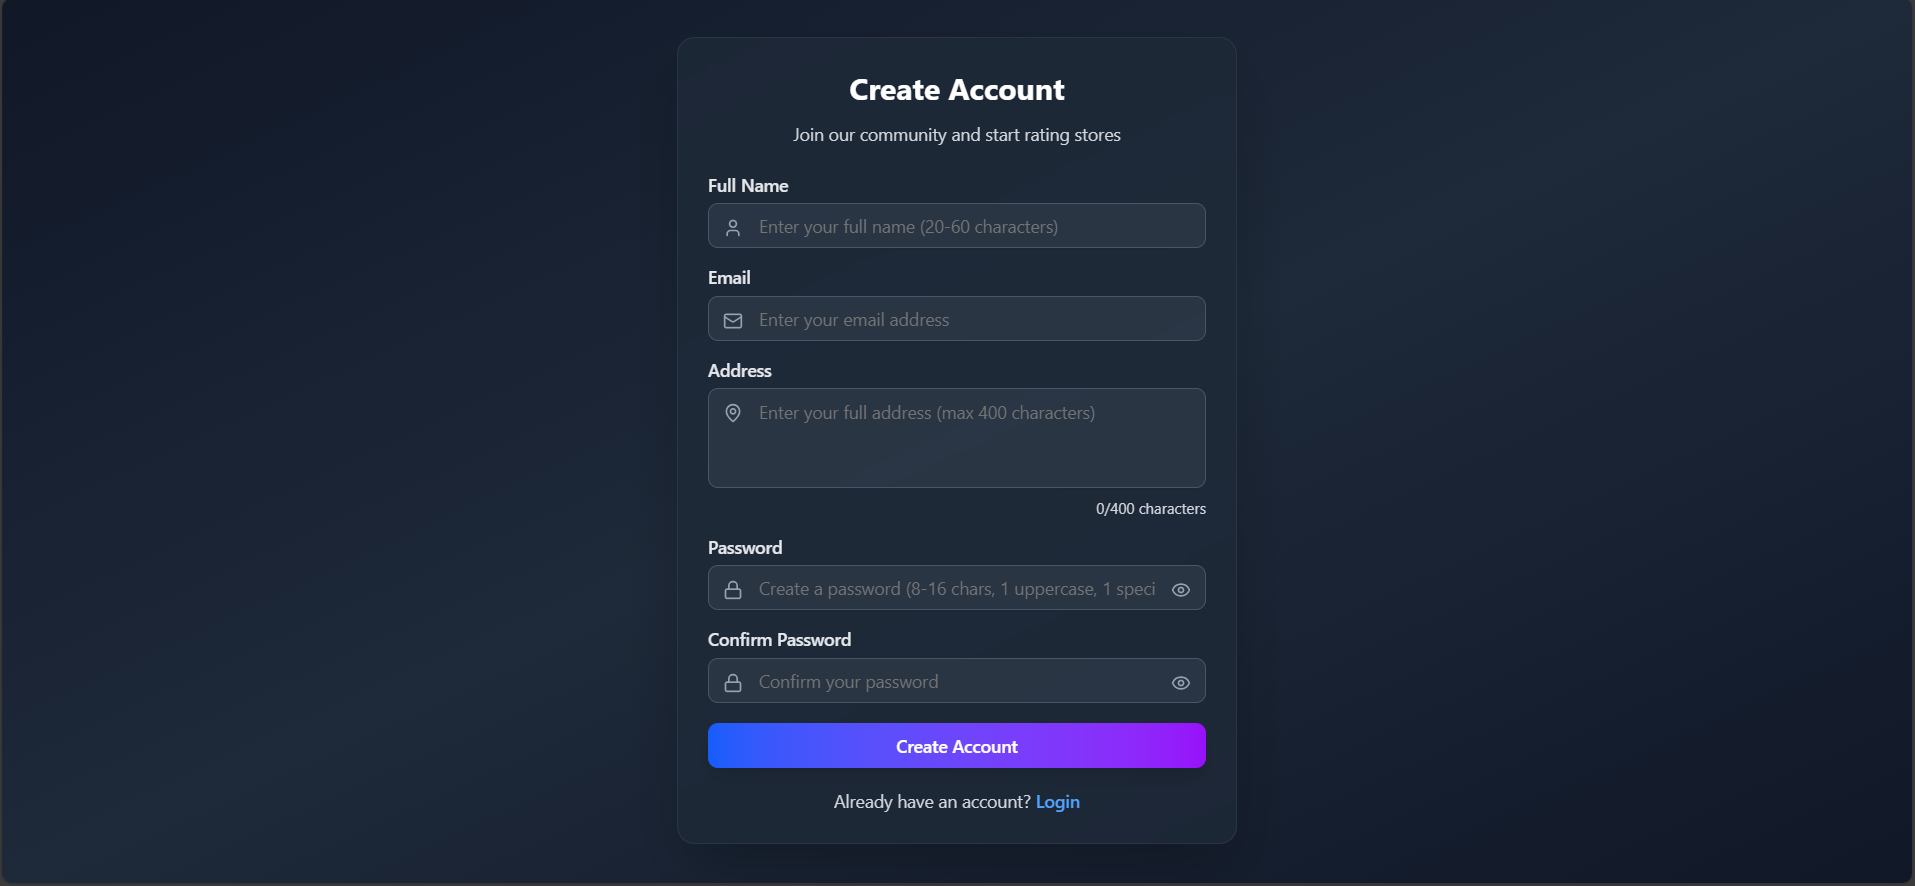 Create Account
Join our community and start rating stores
Full Name
Enter your full name (20-60 characters)
Email
Enter your email address
Address
Enter your full address (max 400 characters)
0/400 characters
Password
Create a password (8-16 chars, 1 uppercase, 1 speci
Confirm Password
Confirm your password
Create Account
Already have an account? Login